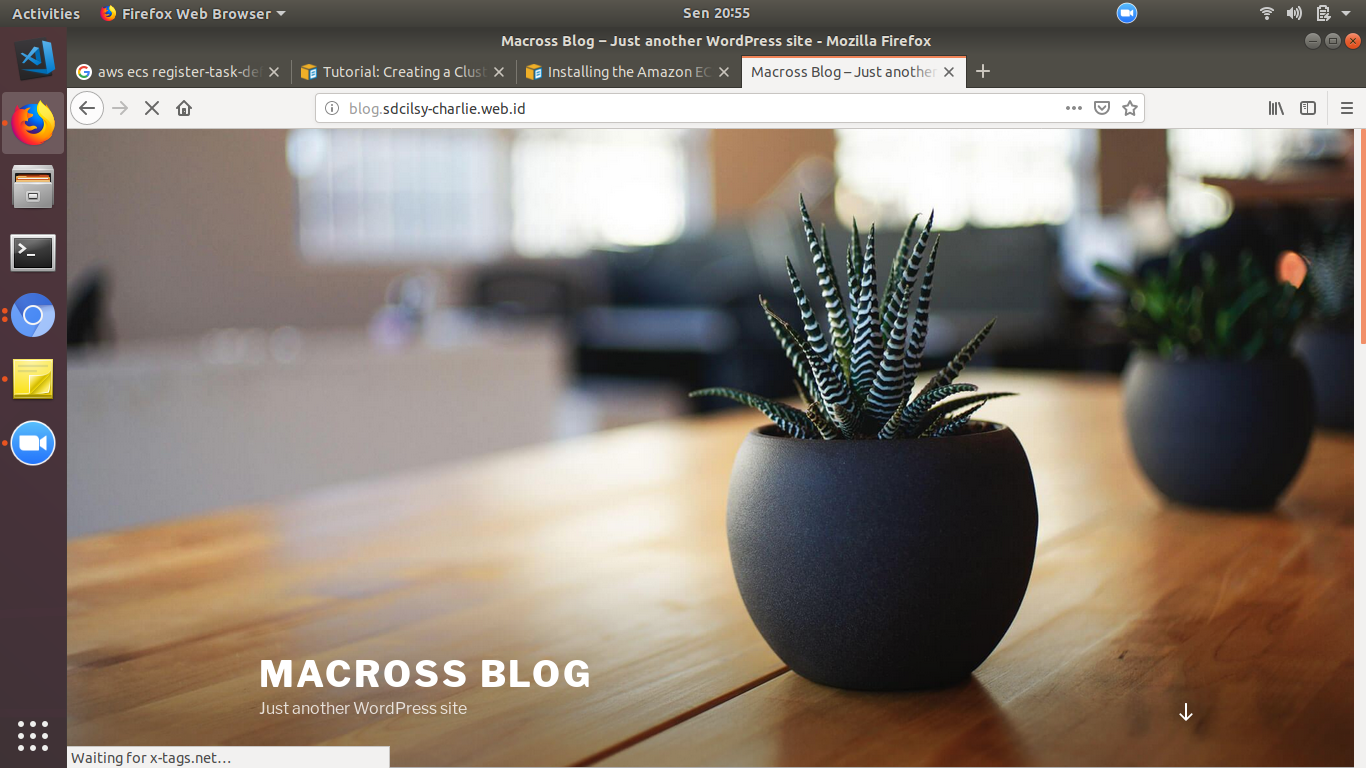 Activities
Firefox Web Browser
Sen 20:55
Macross Blog – Just another WordPress site - Mozilla Firefox
aws ecs register-task-de
Tutorial: Creating a Clust
Installing the Amazon EC
Macross Blog – Just another
blog.sdcilsy-charlie.web.id
MACROSS BLOG
Just another WordPress site
Waiting for x-tags.net…